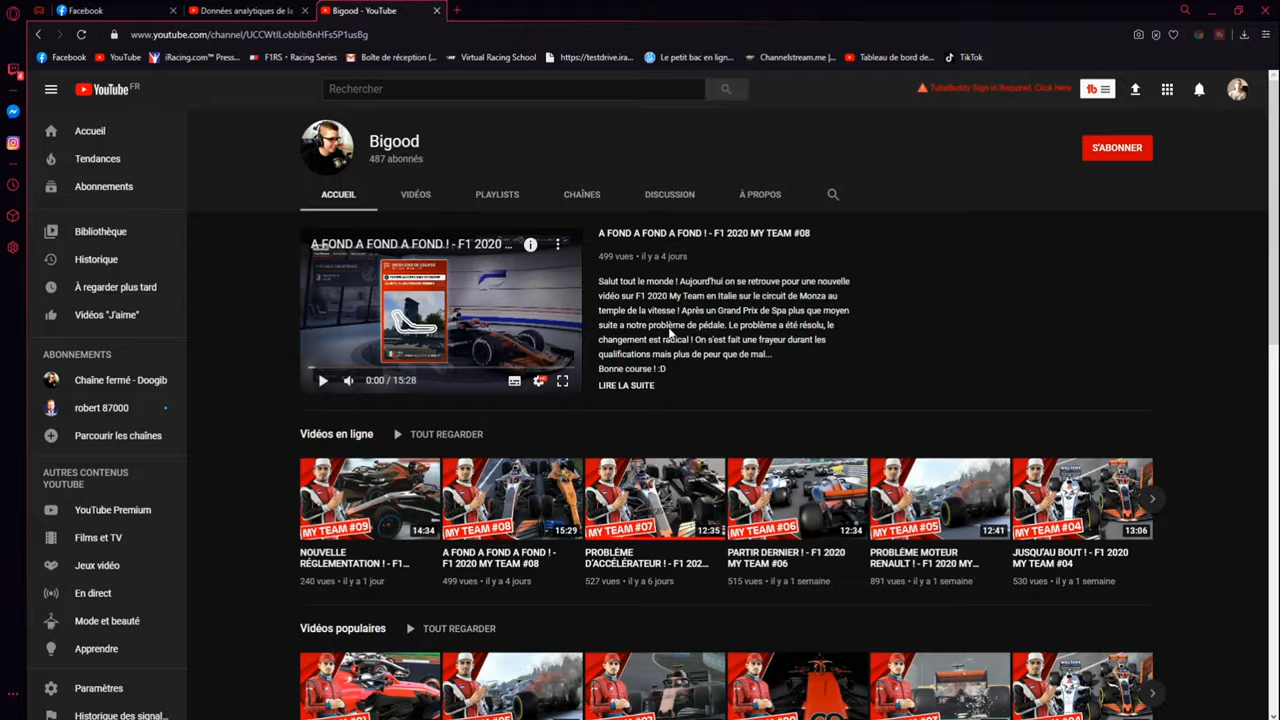 Facebook
Données analytiques de la
Bigood - YouTube
www.youtube.com/channel/UCCWtlLobblbBnHFs5P1usBg
Facebook
YouTube
iRacing.com™ Press...
F1RS - Racing Series
Boîte de réception (...
Virtual Racing School
https://testdrive.ira...
Le petit bac en lign...
Channelstream.me |...
Tableau de bord de...
TikTok
YouTube FR
Rechercher
TubeBuddy Sign-in Required, Click Here
tb
Accueil
Tendances
Abonnements
Bibliothèque
Historique
À regarder plus tard
Vidéos "J'aime"
ABONNEMENTS
Chaîne fermé - Doogib
robert 87000
Parcourir les chaînes
AUTRES CONTENUS
YOUTUBE
YouTube Premium
Films et TV
Jeux vidéo
En direct
Mode et beauté
Apprendre
Paramètres
Historique des signal...
Bigood
487 abonnés
S'ABONNER
ACCUEIL
VIDÉOS
PLAYLISTS
CHAÎNES
DISCUSSION
À PROPOS
A FOND A FOND A FOND ! - F1 2020 ...
0:00 / 15:28
A FOND A FOND A FOND ! - F1 2020 MY TEAM #08
499 vues • il y a 4 jours
Salut tout le monde ! Aujourd'hui on se retrouve pour une nouvelle
vidéo sur F1 2020 My Team en Italie sur le circuit de Monza au
temple de la vitesse ! Après un Grand Prix de Spa plus que moyen
suite a notre problème de pédale. Le problème a été résolu, le
changement est radical ! On s'est fait une frayeur durant les
qualifications mais plus de peur que de mal...
Bonne course ! :D
LIRE LA SUITE
Vidéos en ligne
TOUT REGARDER
MY TEAM #09
14:34
MY TEAM #08
15:29
MY TEAM #07
12:35
MY TEAM #06
12:34
MY TEAM #05
12:41
MY TEAM #04
13:06
NOUVELLE
RÉGLEMENTATION ! - F1...
240 vues • il y a 1 jour
A FOND A FOND A FOND ! -
F1 2020 MY TEAM #08
499 vues • il y a 4 jours
PROBLÈME
D'ACCÉLÉRATEUR ! - F1 202...
527 vues • il y a 6 jours
PARTIR DERNIER ! - F1 2020
MY TEAM #06
515 vues • il y a 1 semaine
PROBLÈME MOTEUR
RENAULT ! - F1 2020 MY...
891 vues • il y a 1 semaine
JUSQU'AU BOUT ! - F1 2020
MY TEAM #04
530 vues • il y a 1 semaine
Vidéos populaires
TOUT REGARDER